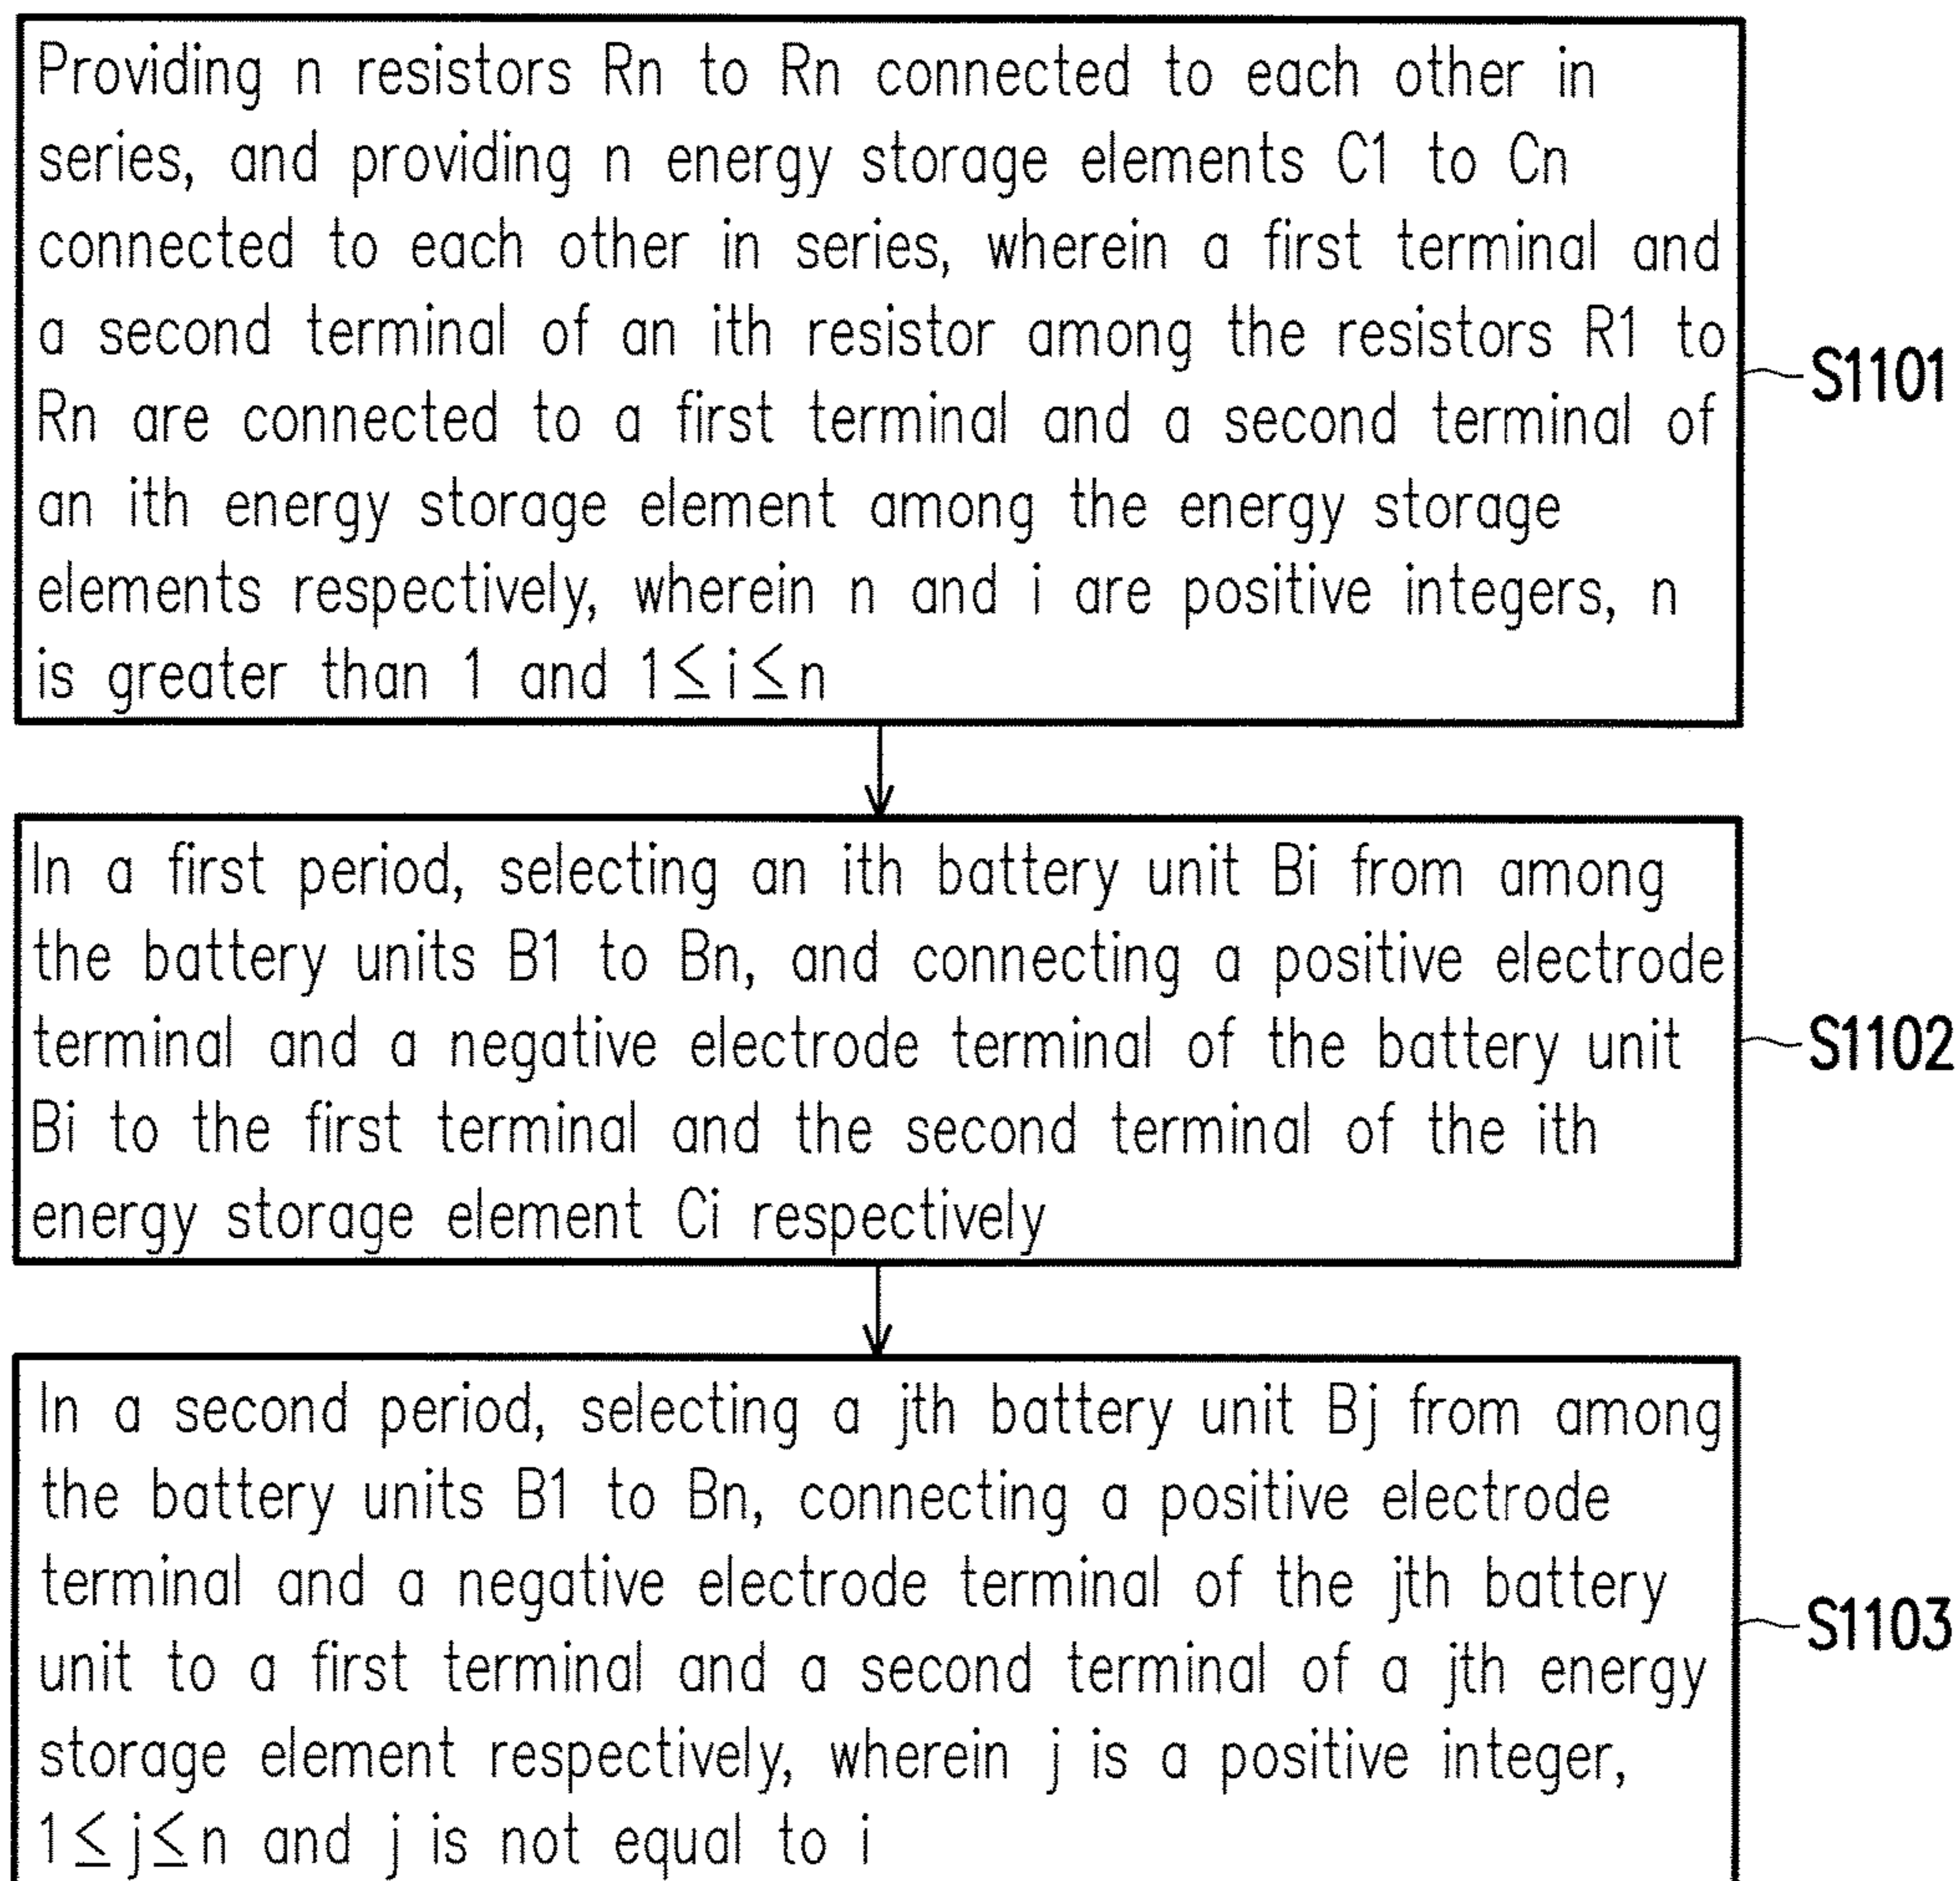 Providing n resistors Rn to Rn connected to each other in
series, and providing n energy storage elements C1 to Cn
connected to each other in series, wherein a first terminal and
a second terminal of an ith resistor among the resistors R1 to
Rn are connected to a first terminal and a second terminal of
an ith energy storage element among the energy storage
elements respectively, wherein n and i are positive integers, n
is greater than 1 and 1≤i≤n
S1101
In a first period, selecting an ith battery unit Bi from among
the battery units B1 to Bn, and connecting a positive electrode
terminal and a negative electrode terminal of the battery unit
Bi to the first terminal and the second terminal of the ith
energy storage element Ci respectively
S1102
In a second period, selecting a jth battery unit Bj from among
the battery units B1 to Bn, connecting a positive electrode
terminal and a negative electrode terminal of the jth battery
unit to a first terminal and a second terminal of a jth energy
storage element respectively, wherein j is a positive integer,
1≤j≤n and j is not equal to i
S1103